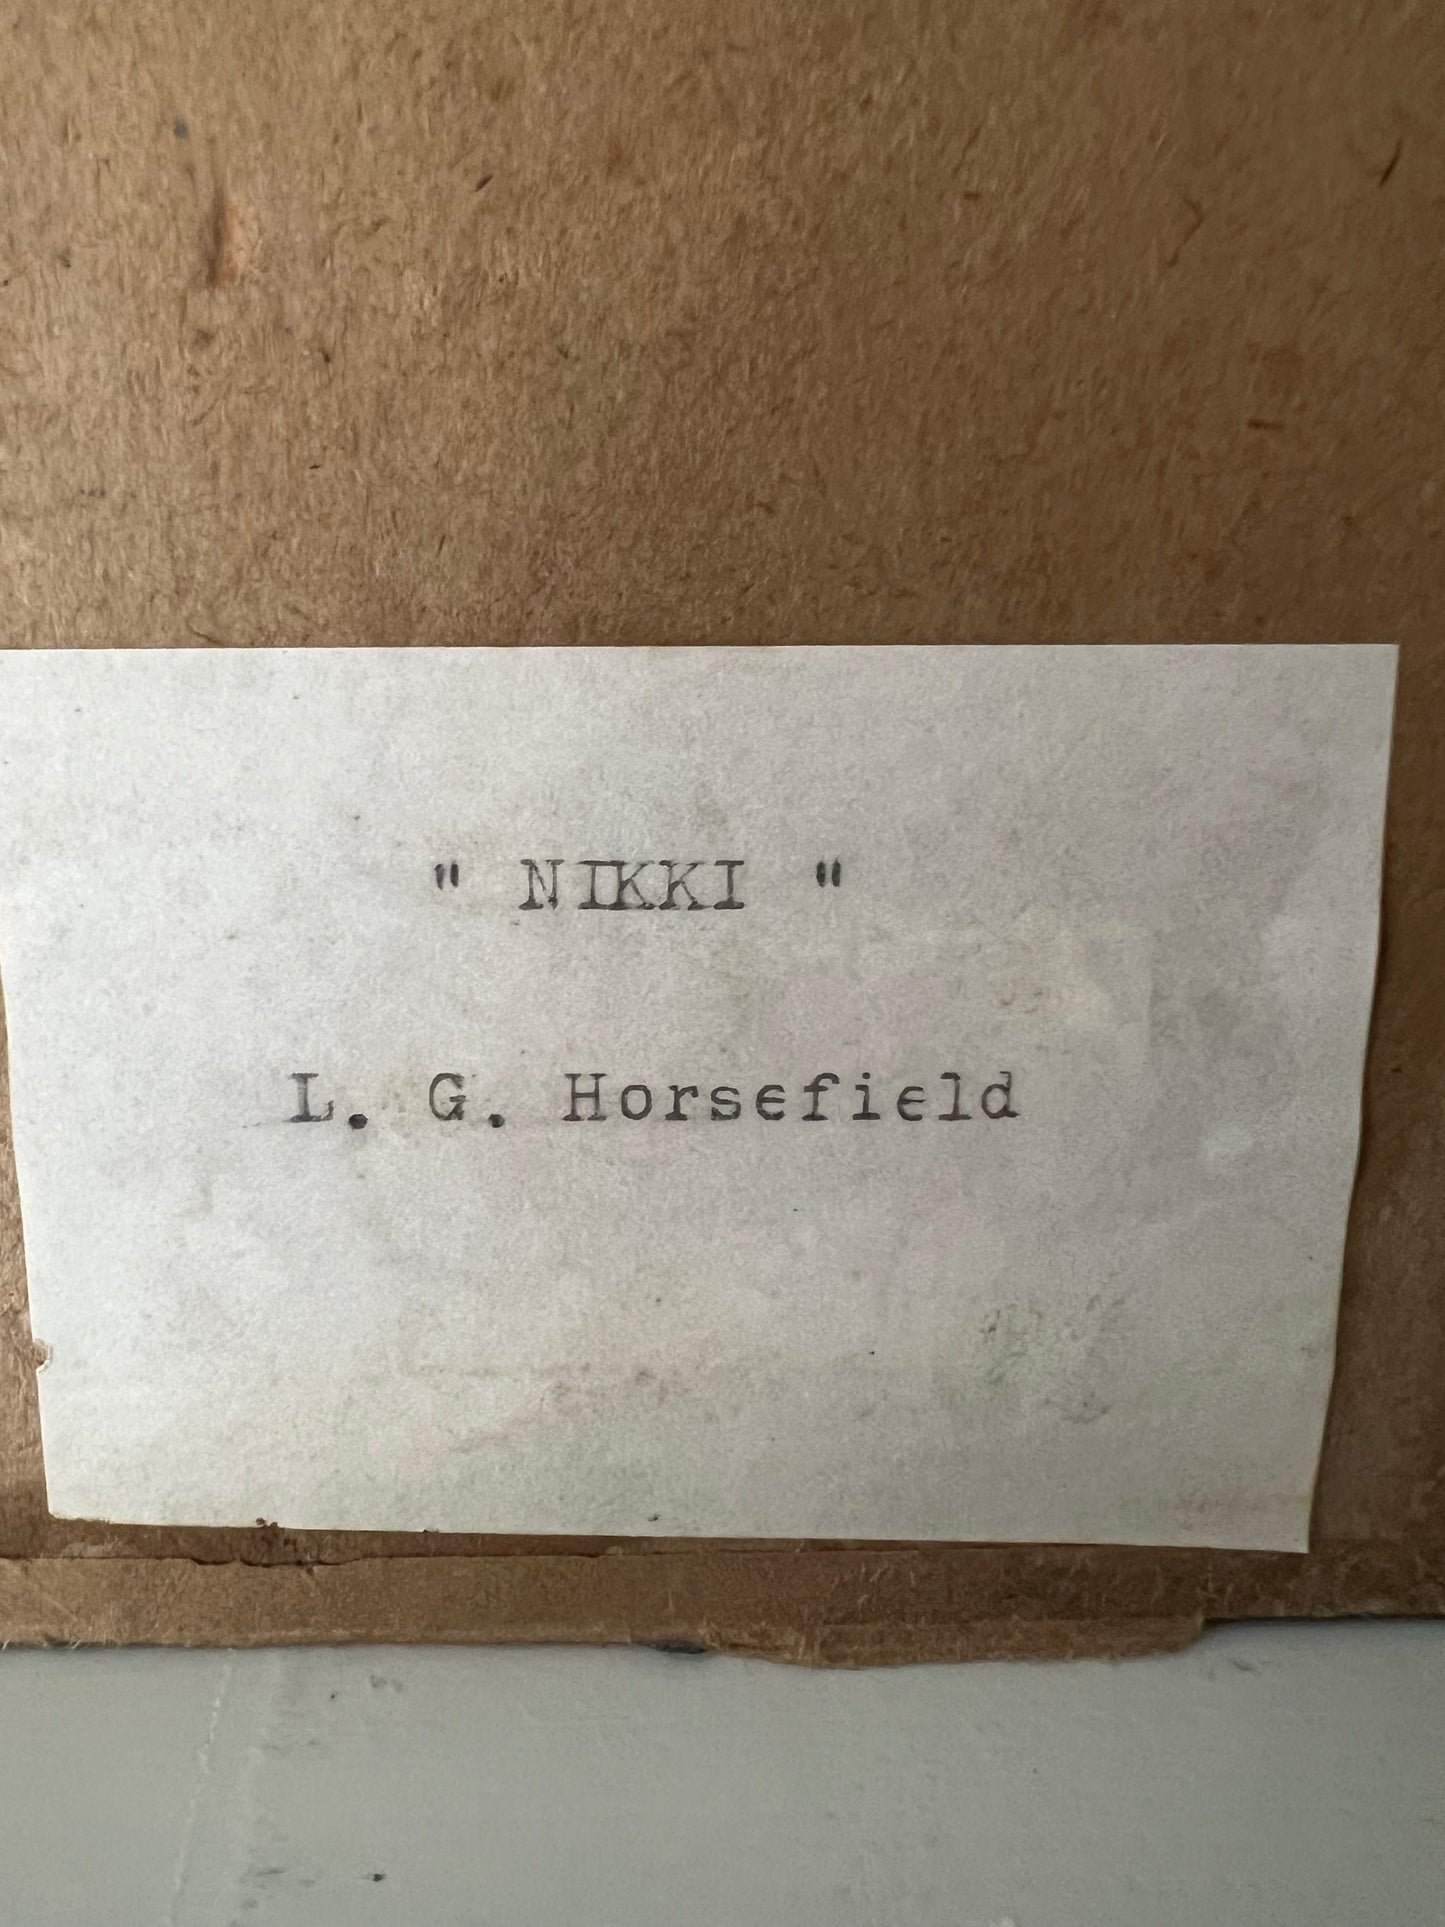 " NIKKI "
L. G. Horsefield